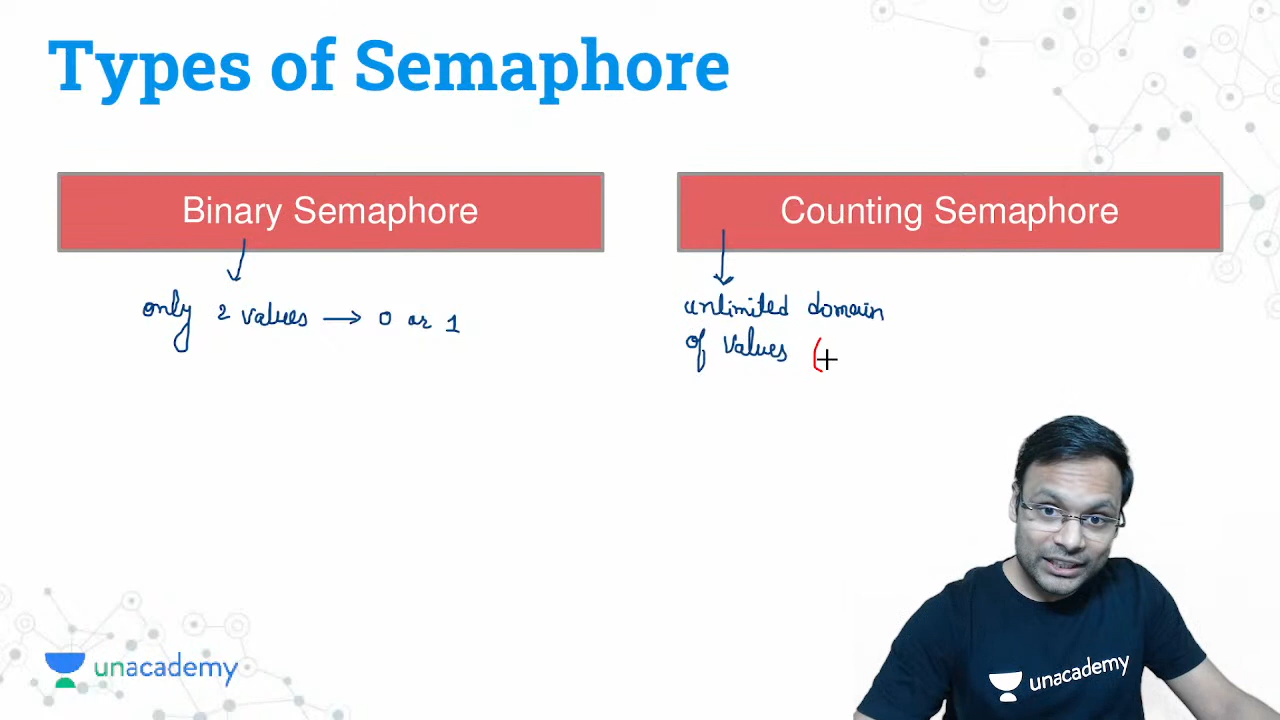 Types of Semaphore
Binary Semaphore
Counting Semaphore
only 2 values → 0 or 1
unlimited domain
of values (
unacademy
unacademy